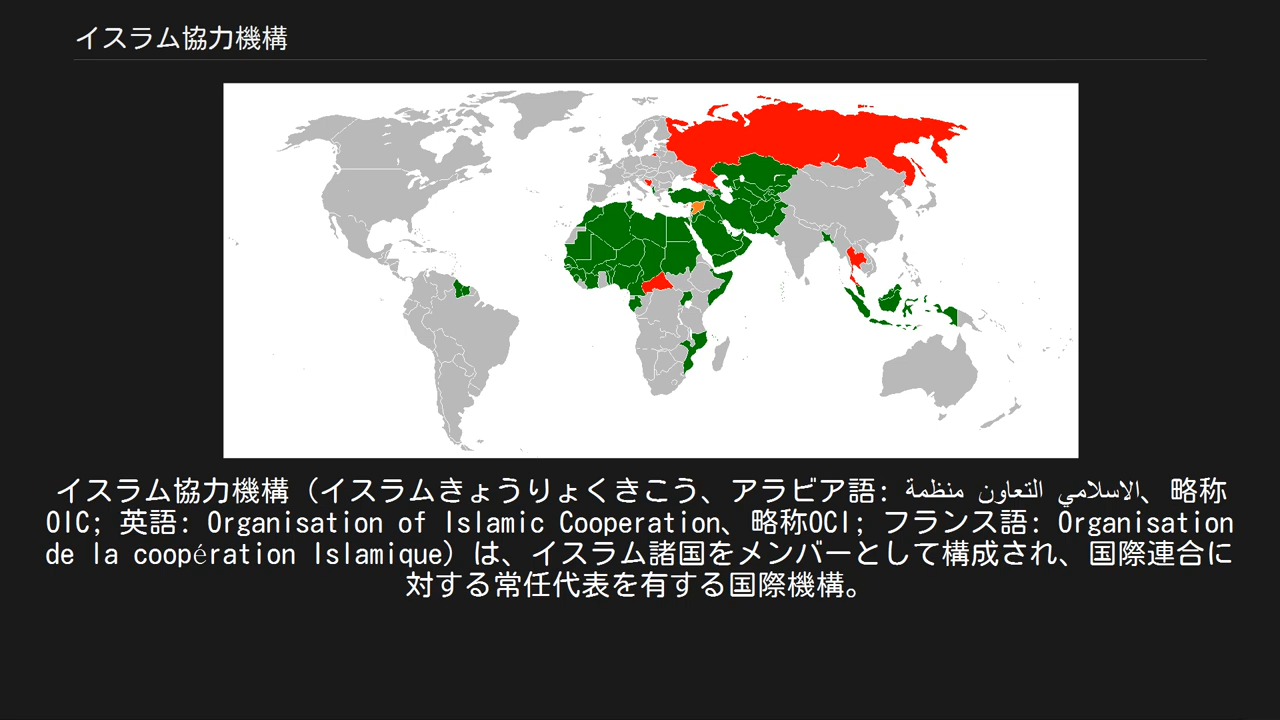 イスラム協力機構
イスラム協力機構（イスラムきょうりょくきこう、アラビア語: منظمة التعاون الاسلامي、略称
OIC; 英語: Organisation of Islamic Cooperation、略称OCI; フランス語: Organisation
de la coopération Islamique）は、イスラム諸国をメンバーとして構成され、国際連合に
対する常任代表を有する国際機構。